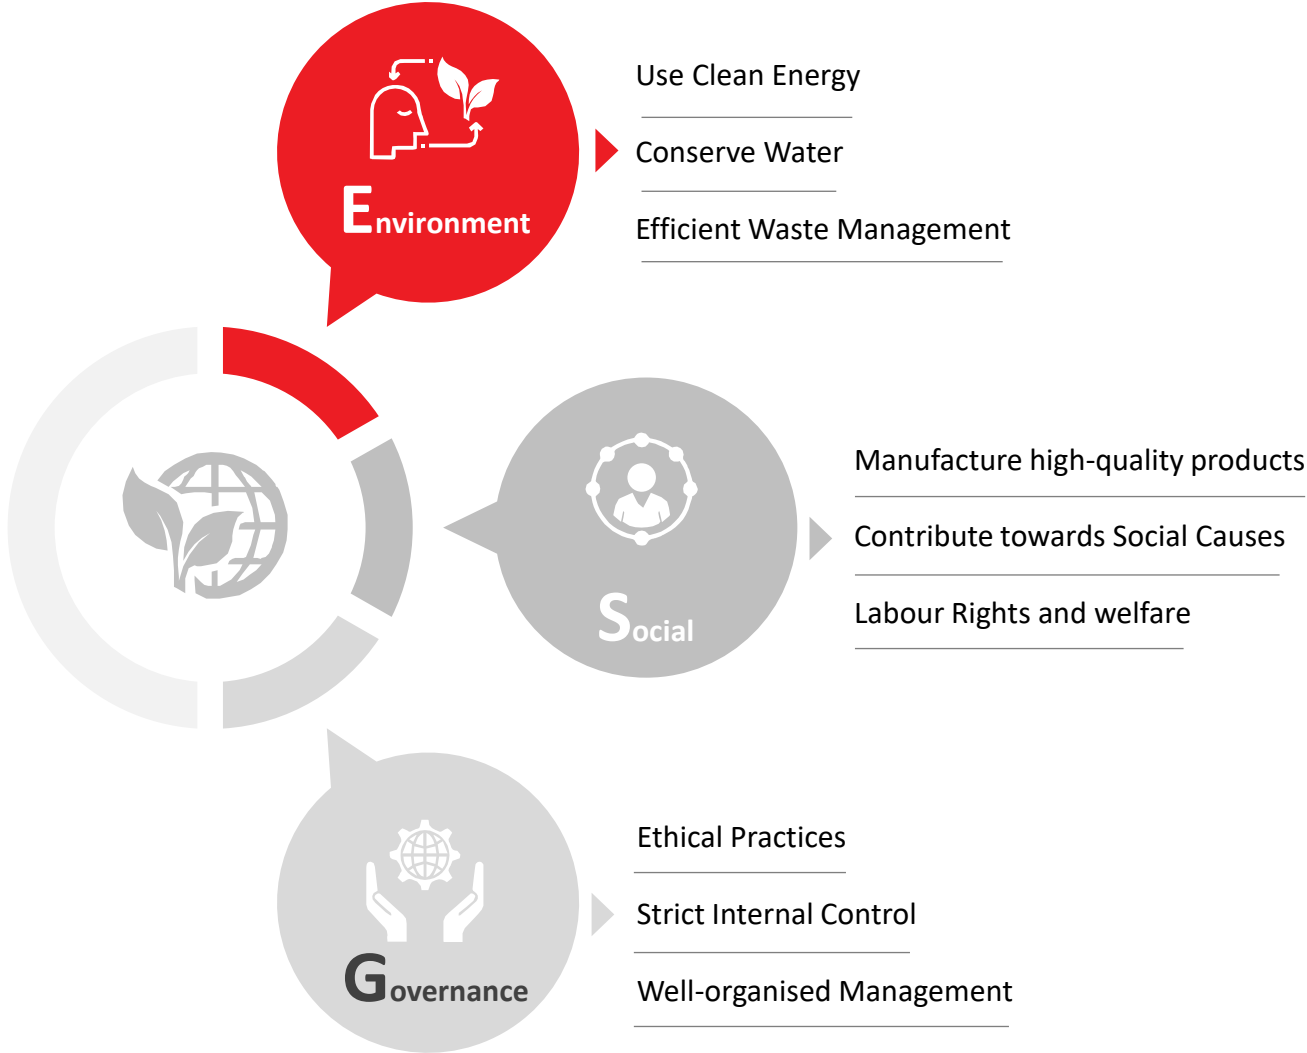 Environment
Use Clean Energy
Conserve Water
Efficient Waste Management
Social
Manufacture high-quality products
Contribute towards Social Causes
Labour Rights and welfare
Governance
Ethical Practices
Strict Internal Control
Well-organised Management